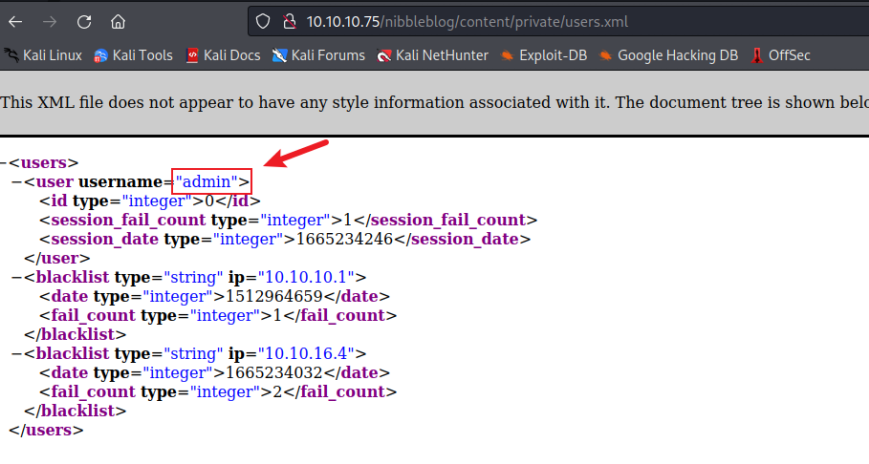 10.10.10.75/nibbleblog/content/private/users.xml
Kali Linux Kali Tools Kali Docs Kali Forums Kali NetHunter Exploit-DB Google Hacking DB OffSec
This XML file does not appear to have any style information associated with it. The document tree is shown belo
−<users>
−<user username="admin">
<id type="integer">0</id>
<session_fail_count type="integer">1</session_fail_count>
<session_date type="integer">1665234246</session_date>
</user>
−<blacklist type="string" ip="10.10.10.1">
<date type="integer">1512964659</date>
<fail_count type="integer">1</fail_count>
</blacklist>
−<blacklist type="string" ip="10.10.16.4">
<date type="integer">1665234032</date>
<fail_count type="integer">2</fail_count>
</blacklist>
</users>